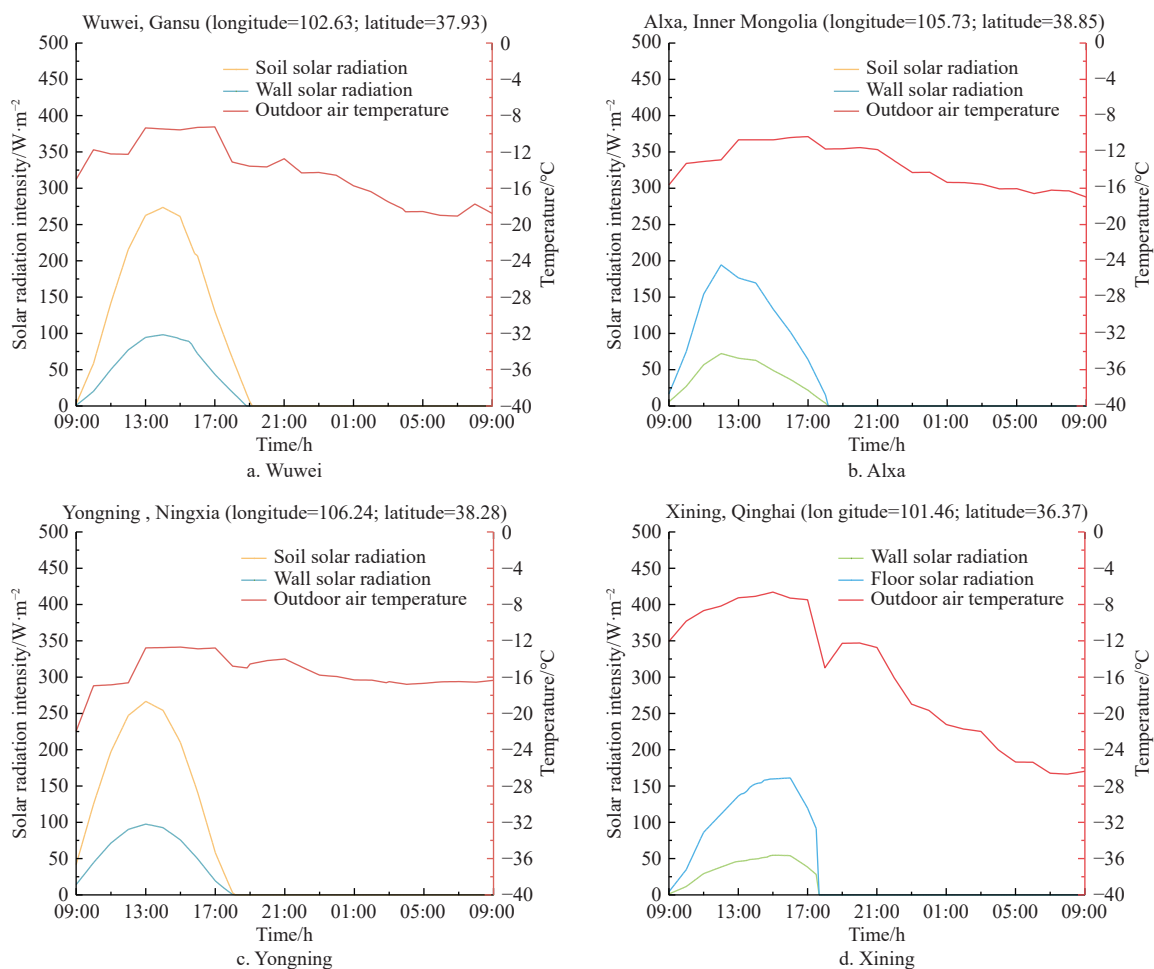 Wuwei, Gansu (longitude=102.63; latitude=37.93)
500
450
400
350
300
250
200
150
100
50
0
Solar radiation intensity/W·m⁻²
Soil solar radiation
Wall solar radiation
Outdoor air temperature
0
−4
−8
−12
−16
−20
−24
−28
−32
−36
−40
Temperature/°C
09:00 13:00 17:00 21:00 01:00 05:00 09:00
Time/h
a. Wuwei
Alxa, Inner Mongolia (longitude=105.73; latitude=38.85)
500
450
400
350
300
250
200
150
100
50
0
Solar radiation intensity/W·m⁻²
Soil solar radiation
Wall solar radiation
Outdoor air temperature
0
−4
−8
−12
−16
−20
−24
−28
−32
−36
−40
Temperature/°C
09:00 13:00 17:00 21:00 01:00 05:00 09:00
Time/h
b. Alxa
Yongning , Ningxia (longitude=106.24; latitude=38.28)
500
450
400
350
300
250
200
150
100
50
0
Solar radiation intensity/W·m⁻²
Soil solar radiation
Wall solar radiation
Outdoor air temperature
0
−4
−8
−12
−16
−20
−24
−28
−32
−36
−40
Temperature/°C
09:00 13:00 17:00 21:00 01:00 05:00 09:00
Time/h
c. Yongning
Xining, Qinghai (lon gitude=101.46; latitude=36.37)
500
450
400
350
300
250
200
150
100
50
0
Solar radiation intensity/W·m⁻²
Wall solar radiation
Floor solar radiation
Outdoor air temperature
0
−4
−8
−12
−16
−20
−24
−28
−32
−36
−40
Temperature/°C
09:00 13:00 17:00 21:00 01:00 05:00 09:00
Time/h
d. Xining